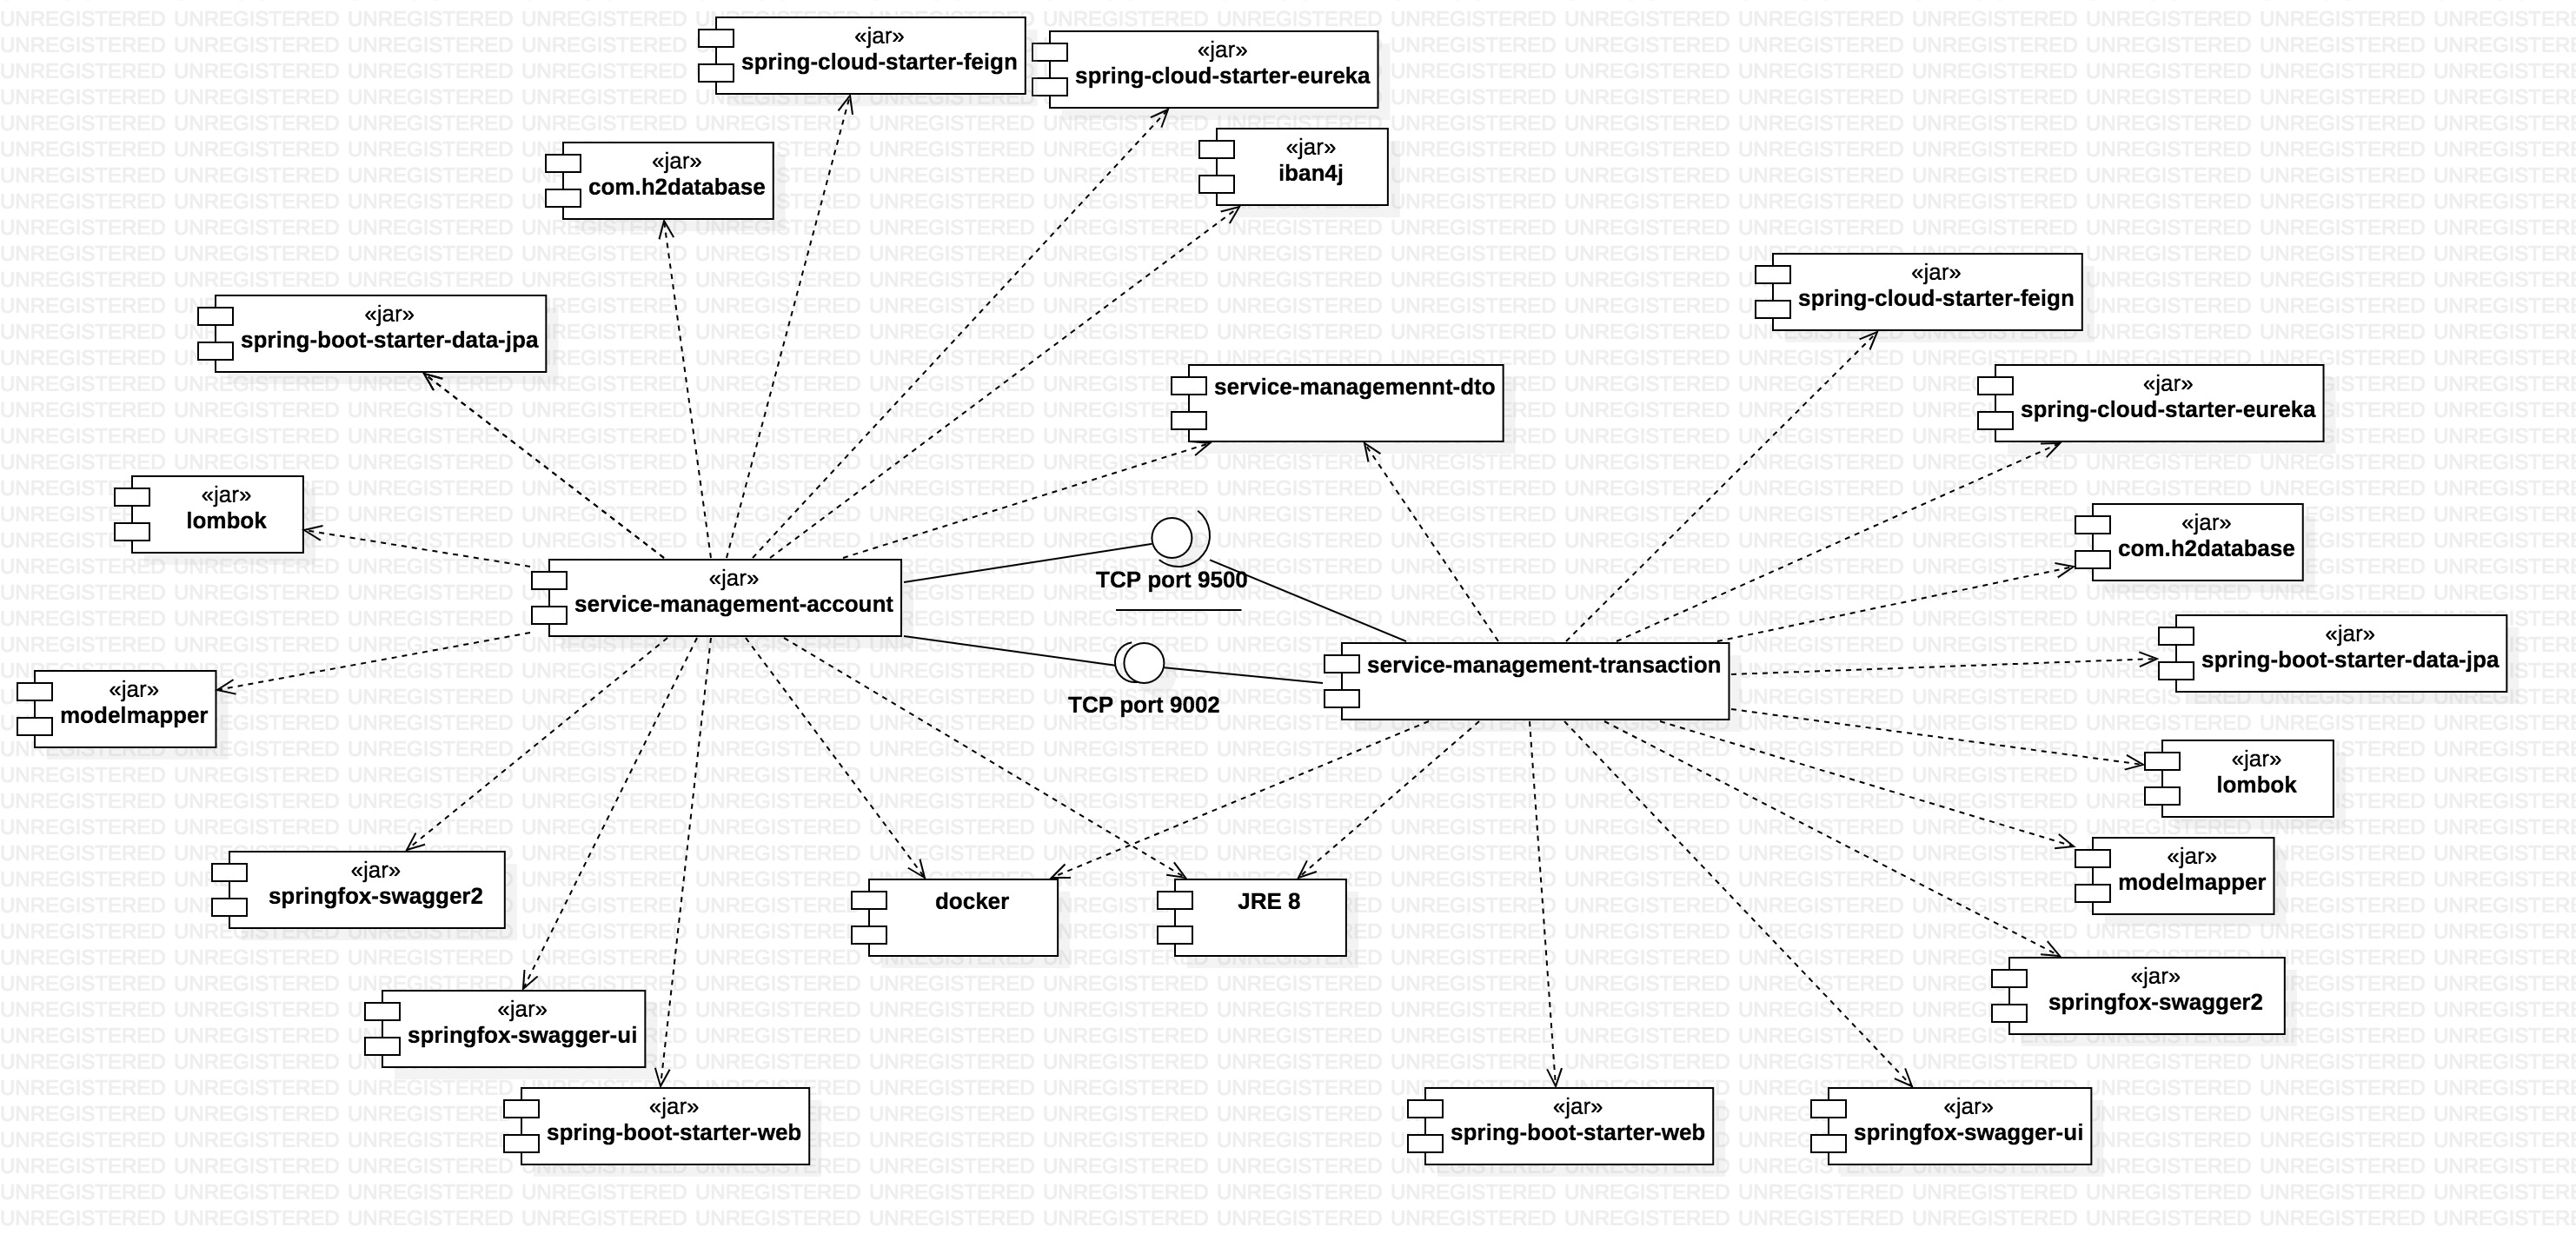 «jar»
spring-cloud-starter-feign
«jar»
spring-cloud-starter-eureka
«jar»
com.h2database
«jar»
iban4j
«jar»
spring-cloud-starter-feign
«jar»
spring-boot-starter-data-jpa
service-managemennt-dto
«jar»
spring-cloud-starter-eureka
«jar»
lombok
«jar»
com.h2database
«jar»
service-management-account
TCP port 9500
«jar»
spring-boot-starter-data-jpa
service-management-transaction
«jar»
modelmapper
TCP port 9002
«jar»
lombok
«jar»
springfox-swagger2
docker
JRE 8
«jar»
modelmapper
«jar»
springfox-swagger2
«jar»
springfox-swagger-ui
«jar»
spring-boot-starter-web
«jar»
spring-boot-starter-web
«jar»
springfox-swagger-ui
UNREGISTERED